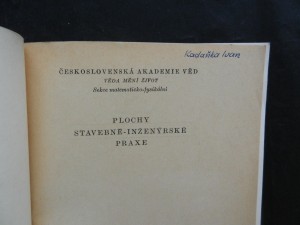 ČESKOSLOVENSKÁ AKADEMIE VĚD
VĚDA MĚNÍ ŽIVOT
Sekce matematicko-fysikální
PLOCHY
STAVEBNĚ-INŽENÝRSKÉ
PRAXE